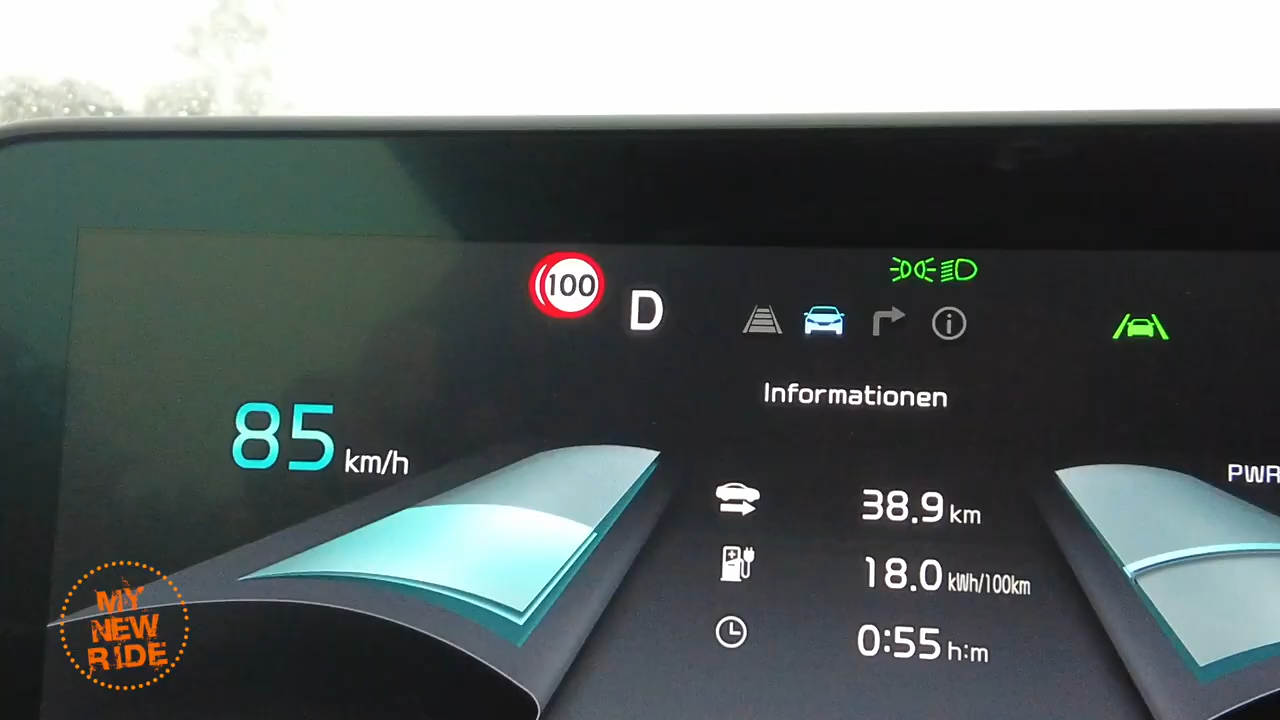 100
D
Informationen
85 km/h
PWR
38.9 km
18.0 kWh/100km
0:55 h:m
MY
NEW
RIDE